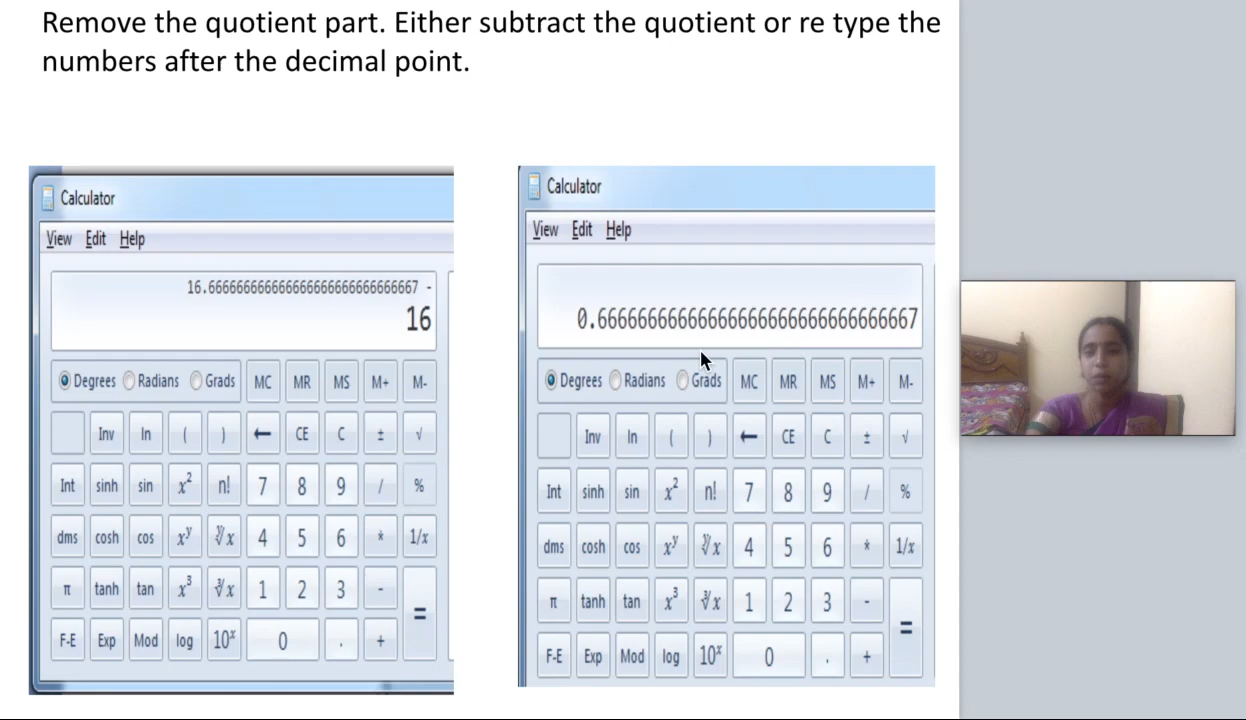 Remove the quotient part. Either subtract the quotient or re type the
numbers after the decimal point.
Calculator
View Edit Help
16.666666666666666666666666666667 -
16
Degrees Radians Grads MC MR MS M+ M-
Inv ln ( ) ← CE C ± √
Int sinh sin x² n! 7 8 9 / %
dms cosh cos xʸ ʸ√x 4 5 6 * 1/x
π tanh tan x³ ³√x 1 2 3 - =
F-E Exp Mod log 10ˣ 0 . +
Calculator
View Edit Help
0.66666666666666666666666666666667
Degrees Radians Grads MC MR MS M+ M-
Inv ln ( ) ← CE C ± √
Int sinh sin x² n! 7 8 9 / %
dms cosh cos xʸ ʸ√x 4 5 6 * 1/x
π tanh tan x³ ³√x 1 2 3 - =
F-E Exp Mod log 10ˣ 0 . +